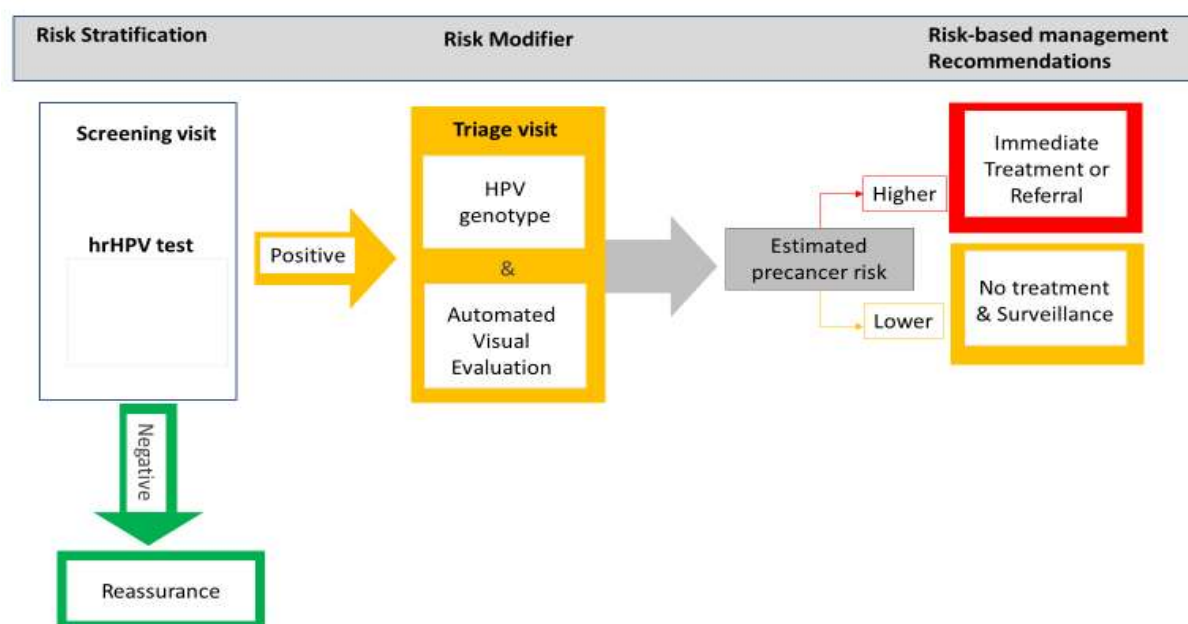 Risk Stratification
Risk Modifier
Risk-based management
Recommendations
Screening visit
hrHPV test
Positive
Negative
Reassurance
Triage visit
HPV
genotype
&
Automated
Visual
Evaluation
Estimated
precancer risk
Higher
Lower
Immediate
Treatment or
Referral
No treatment
& Surveillance